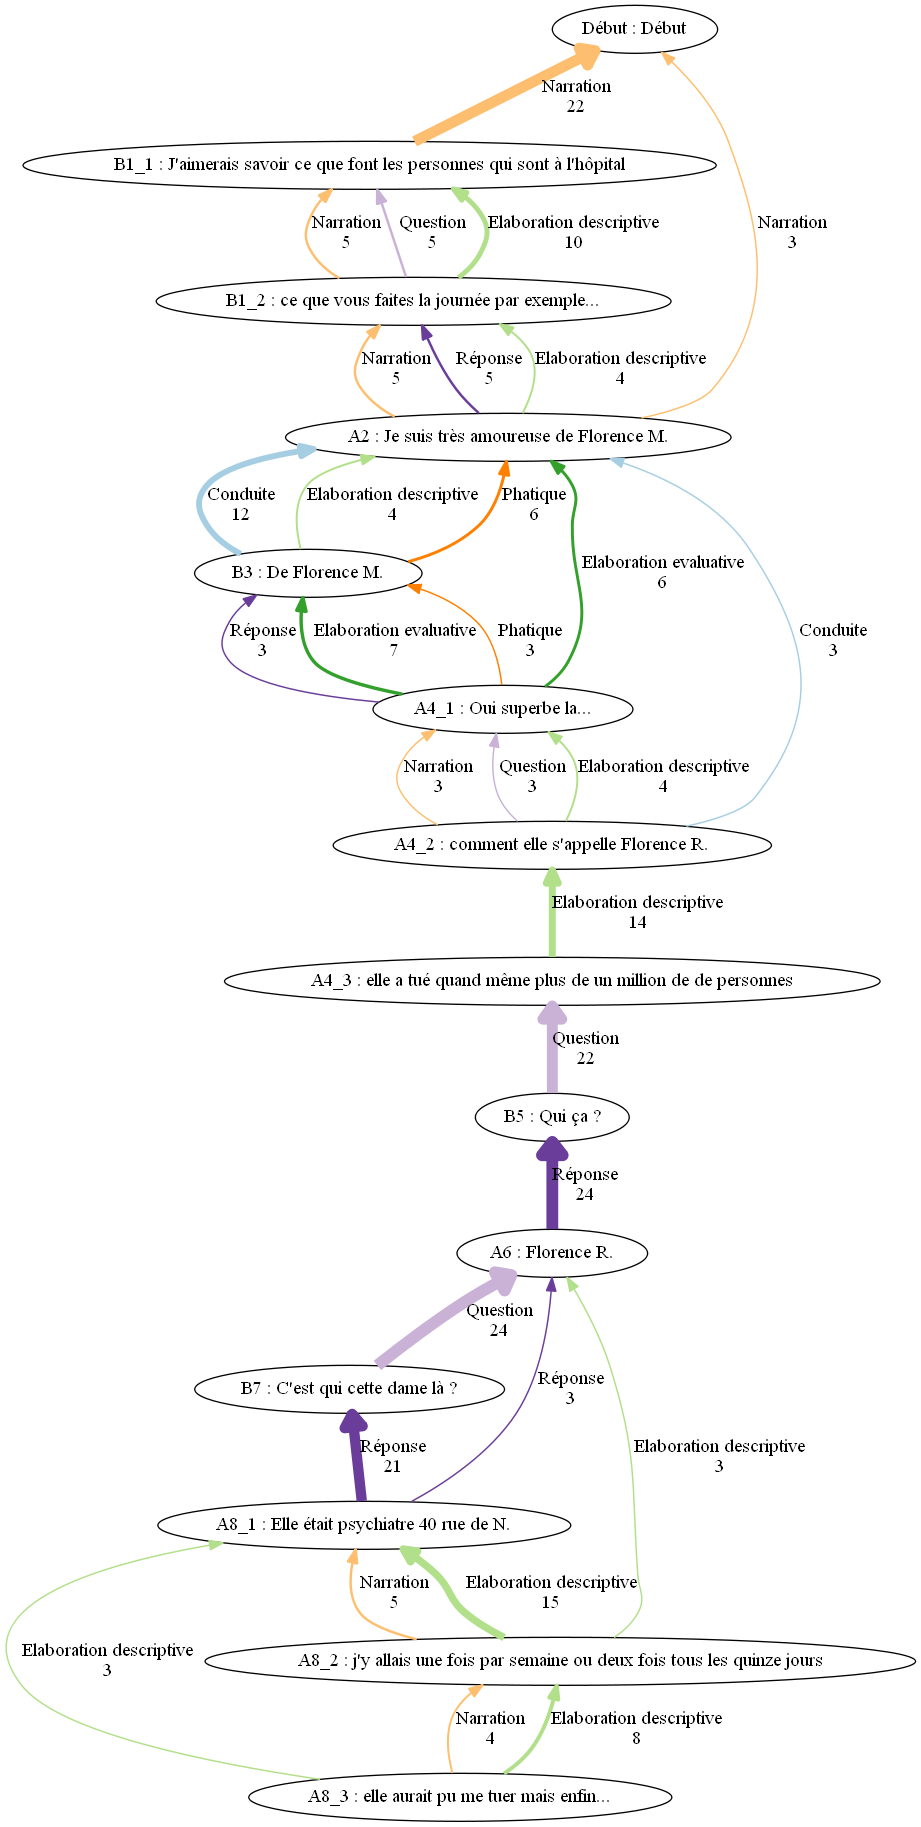 Début : Début
Narration
22
B1_1 : J'aimerais savoir ce que font les personnes qui sont à l'hôpital
Narration
5
Question
5
Elaboration descriptive
10
Narration
3
B1_2 : ce que vous faites la journée par exemple...
Narration
5
Réponse
5
Elaboration descriptive
4
A2 : Je suis très amoureuse de Florence M.
Conduite
12
Elaboration descriptive
4
Phatique
6
Elaboration evaluative
6
B3 : De Florence M.
Réponse
3
Elaboration evaluative
7
Phatique
3
Conduite
3
A4_1 : Oui superbe la...
Narration
3
Question
3
Elaboration descriptive
4
A4_2 : comment elle s'appelle Florence R.
Elaboration descriptive
14
A4_3 : elle a tué quand même plus de un million de de personnes
Question
22
B5 : Qui ça ?
Réponse
24
A6 : Florence R.
Question
24
B7 : C'est qui cette dame là ?
Réponse
3
Réponse
21
Elaboration descriptive
3
A8_1 : Elle était psychiatre 40 rue de N.
Narration
5
Elaboration descriptive
15
Elaboration descriptive
3
A8_2 : j'y allais une fois par semaine ou deux fois tous les quinze jours
Narration
4
Elaboration descriptive
8
A8_3 : elle aurait pu me tuer mais enfin...